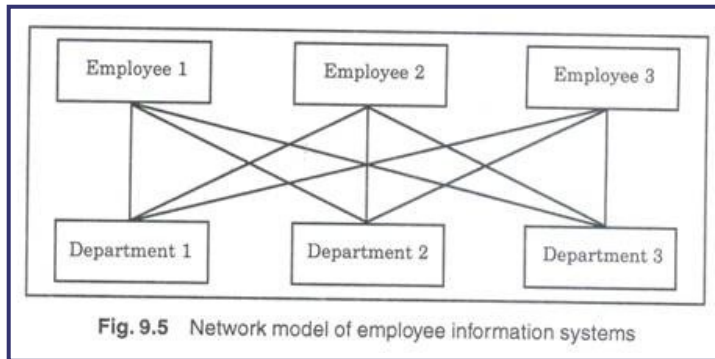 Employee 1
Employee 2
Employee 3
Department 1
Department 2
Department 3
Fig. 9.5 Network model of employee information systems